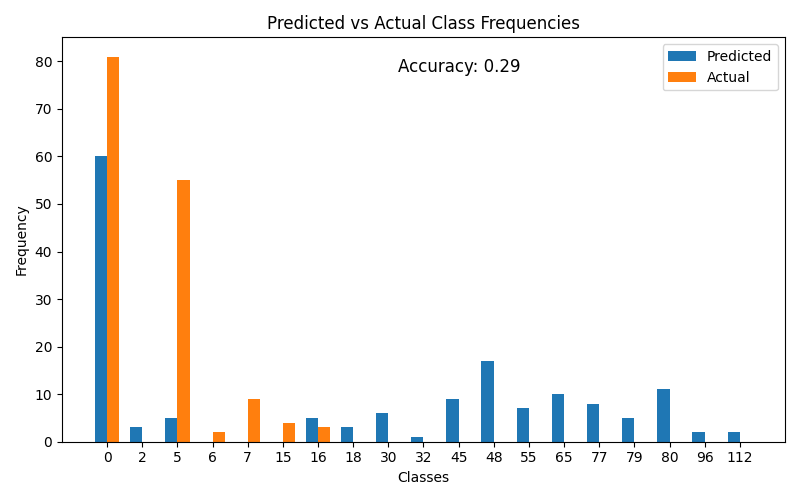 Predicted vs Actual Class Frequencies
Accuracy: 0.29
Predicted
Actual
Frequency
80
70
60
50
40
30
20
10
0
0 2 5 6 7 15 16 18 30 32 45 48 55 65 77 79 80 96 112
Classes